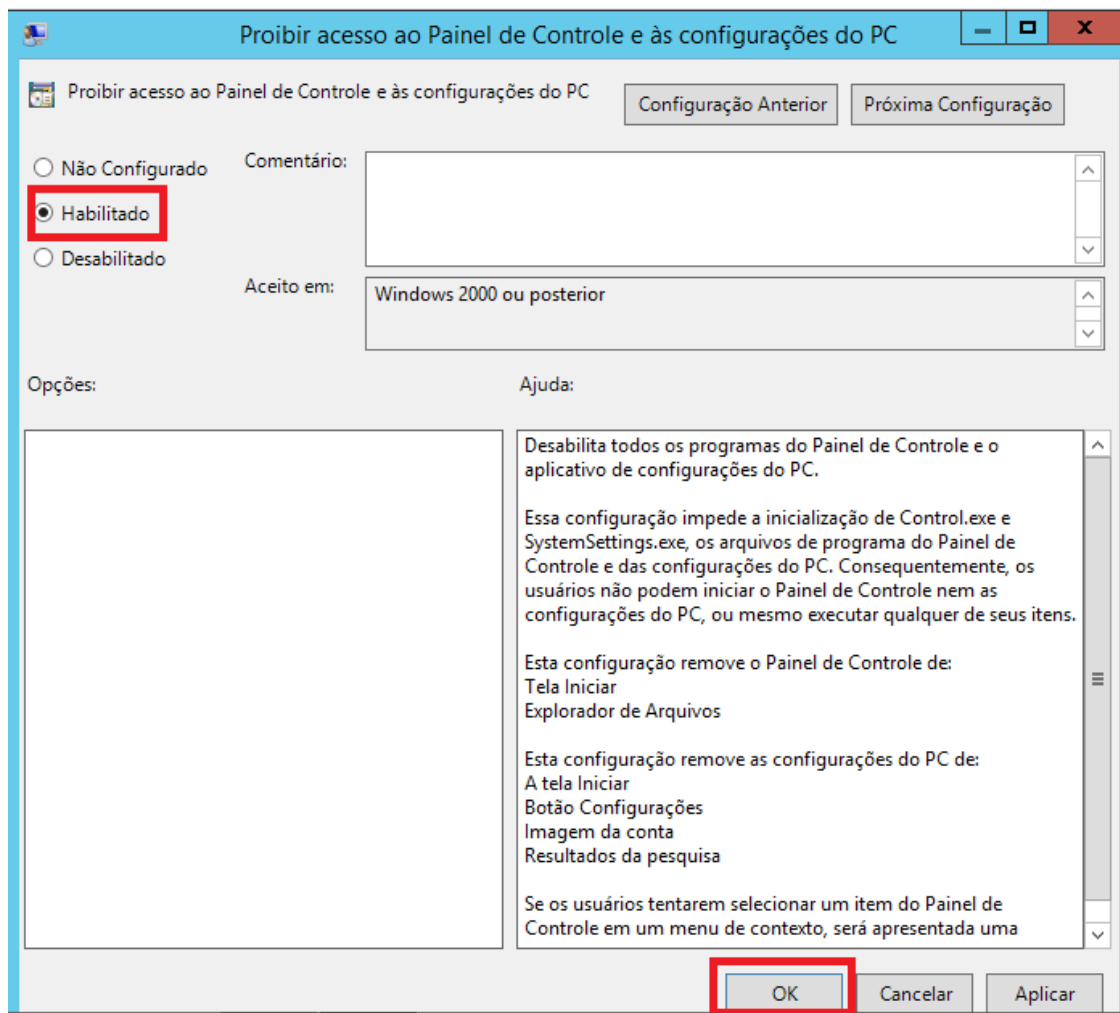 Proibir acesso ao Painel de Controle e às configurações do PC
Proibir acesso ao Painel de Controle e às configurações do PC
Configuração Anterior
Próxima Configuração
Não Configurado
Comentário:
Habilitado
Desabilitado
Aceito em:
Windows 2000 ou posterior
Opções:
Ajuda:
Desabilita todos os programas do Painel de Controle e o
aplicativo de configurações do PC.
Essa configuração impede a inicialização de Control.exe e
SystemSettings.exe, os arquivos de programa do Painel de
Controle e das configurações do PC. Consequentemente, os
usuários não podem iniciar o Painel de Controle nem as
configurações do PC, ou mesmo executar qualquer de seus itens.
Esta configuração remove o Painel de Controle de:
Tela Iniciar
Explorador de Arquivos
Esta configuração remove as configurações do PC de:
A tela Iniciar
Botão Configurações
Imagem da conta
Resultados da pesquisa
Se os usuários tentarem selecionar um item do Painel de
Controle em um menu de contexto, será apresentada uma
OK
Cancelar
Aplicar